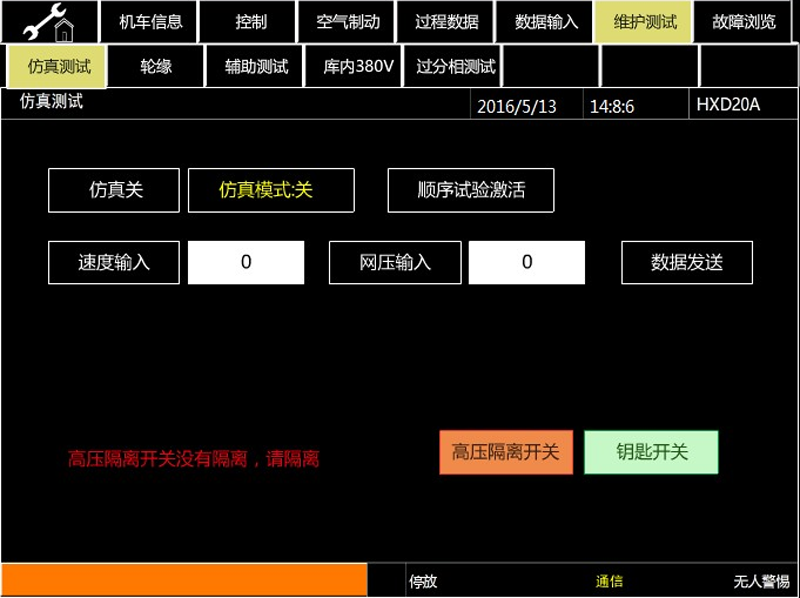 机车信息 控制 空气制动 过程数据 数据输入 维护测试 故障浏览
仿真测试 轮缘 辅助测试 库内380V 过分相测试
仿真测试 2016/5/13 14:8:6 HXD20A
仿真关 仿真模式:关 顺序试验激活
速度输入 0 网压输入 0 数据发送
高压隔离开关没有隔离，请隔离 高压隔离开关 钥匙开关
停放 通信 无人警惕